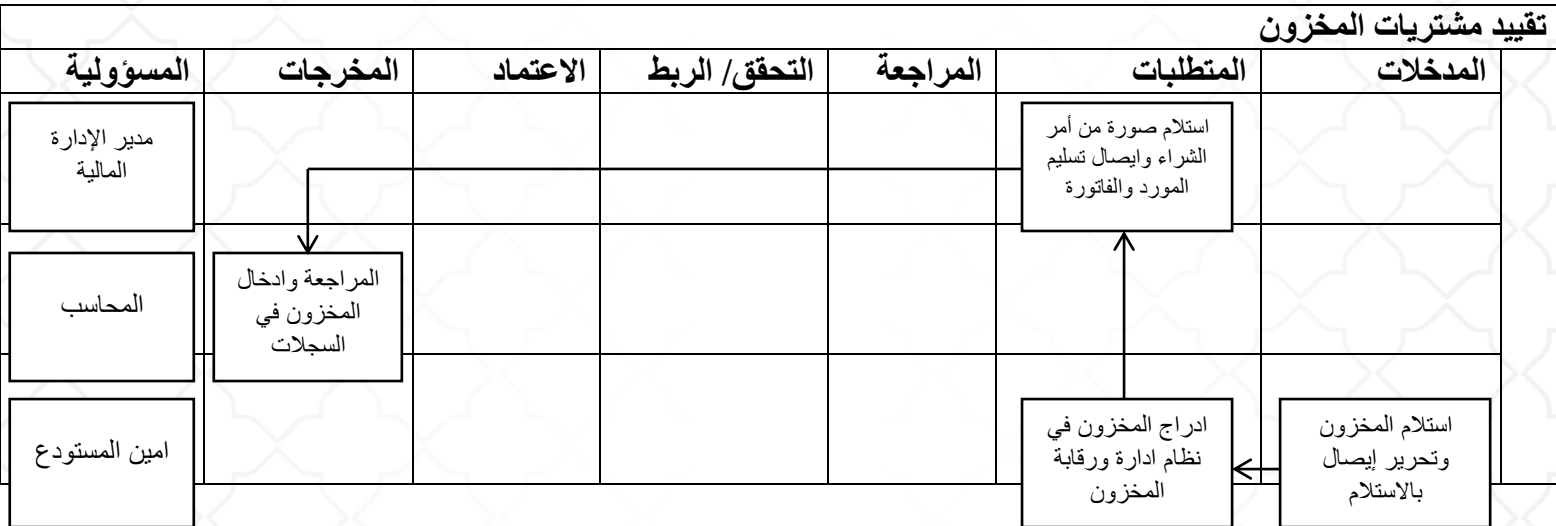 تقييد مشتريات المخزون
المدخلات
المتطلبات
المراجعة
التحقق/ الربط
الاعتماد
المخرجات
المسؤولية
استلام صورة من أمر
الشراء وايصال تسليم
المورد والفاتورة
مدير الإدارة
المالية
المراجعة وادخال
المخزون في
السجلات
المحاسب
استلام المخزون
وتحرير إيصال
بالاستلام
ادراج المخزون في
نظام ادارة ورقابة
المخزون
امين المستودع